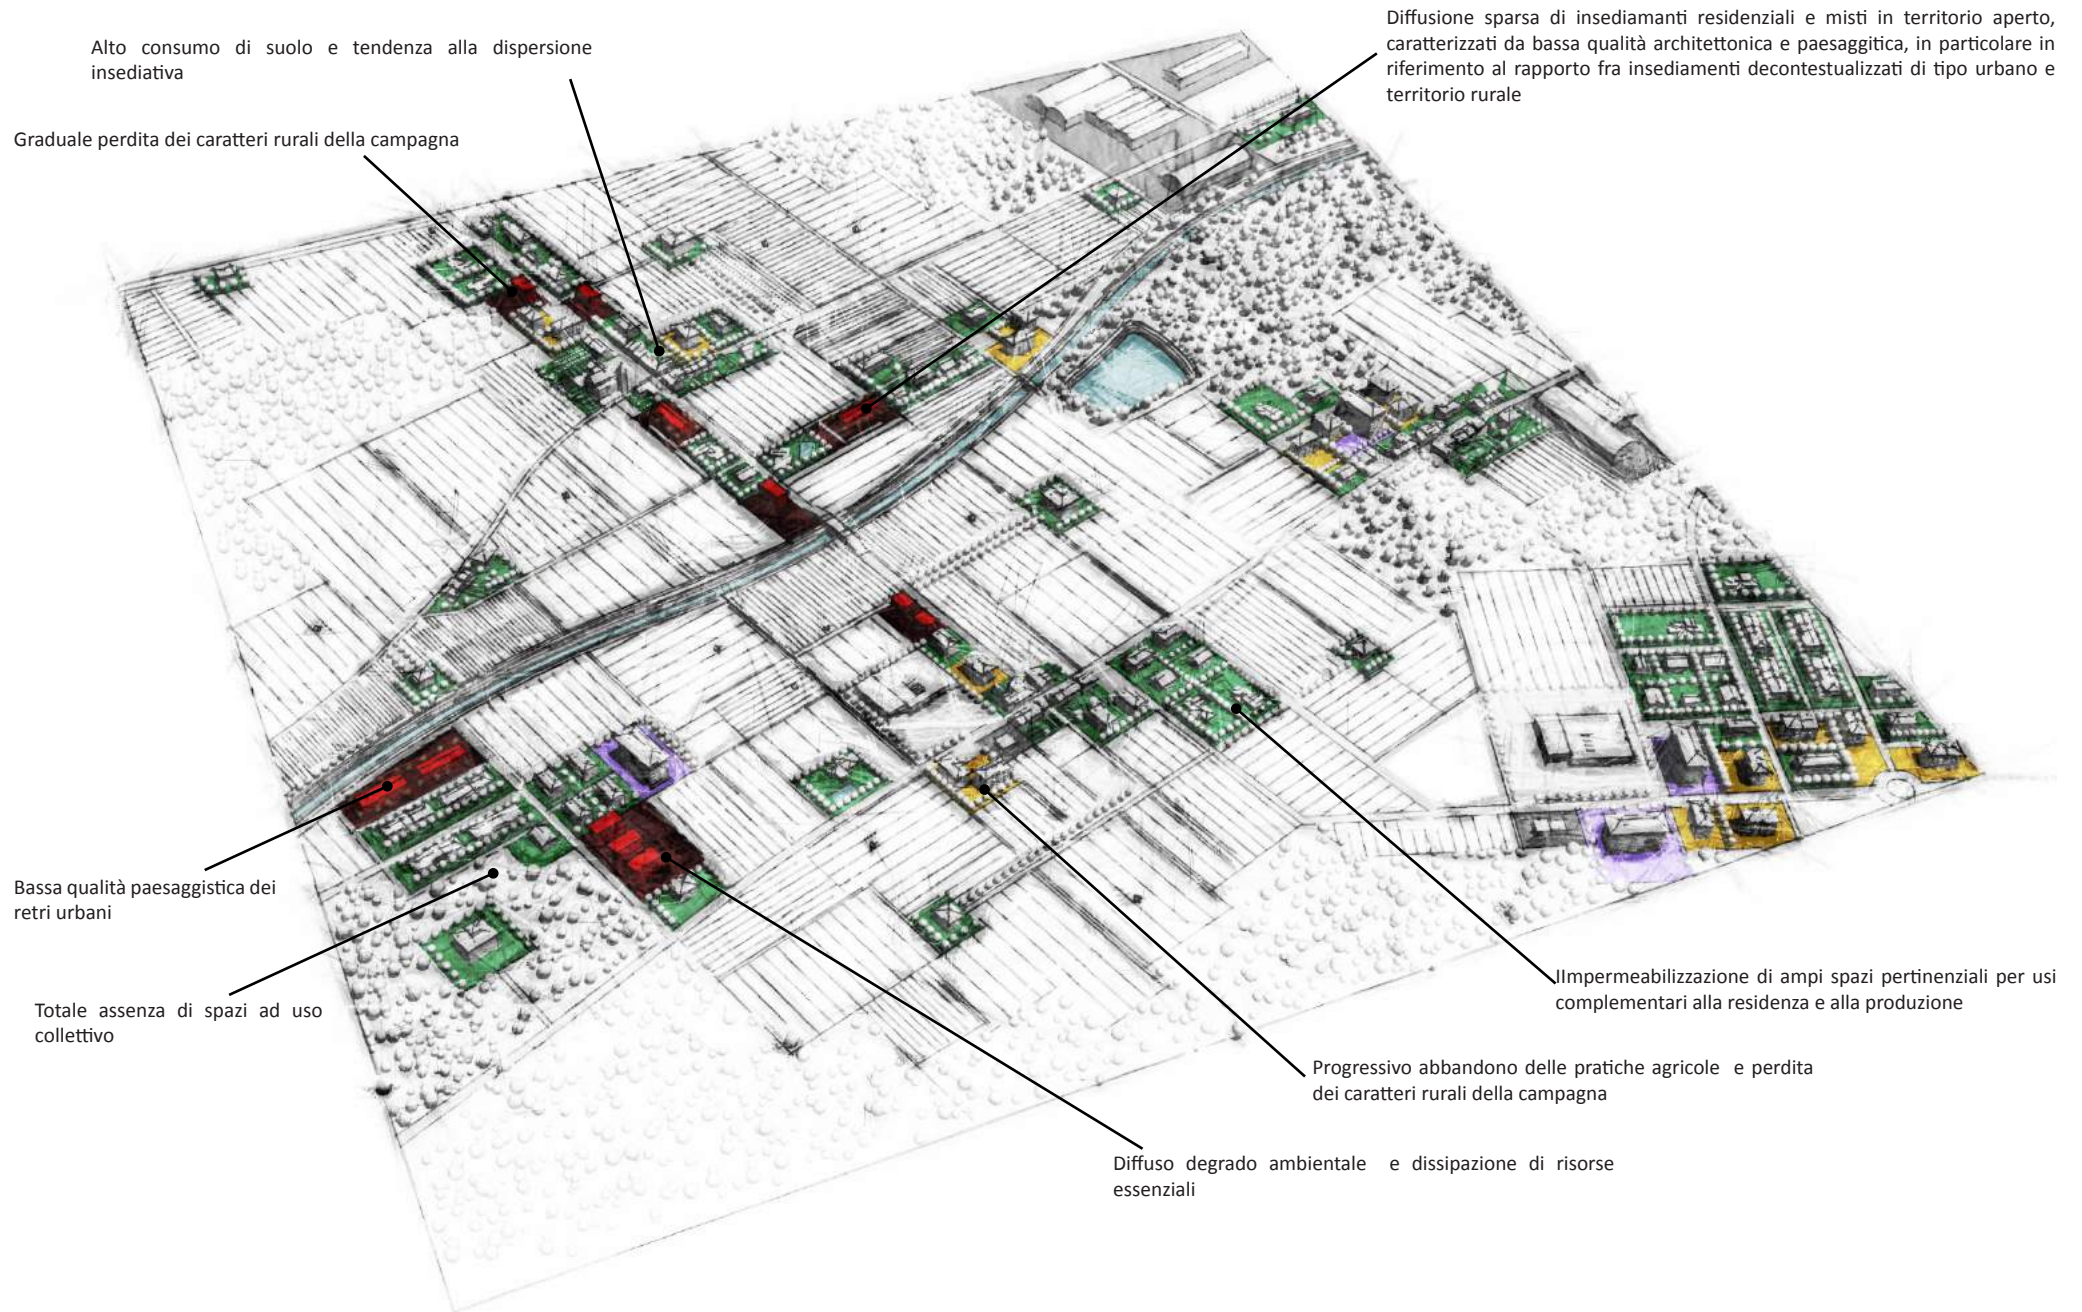 Alto consumo di suolo e tendenza alla dispersione
insediativa
Diffusione sparsa di insediamanti residenziali e misti in territorio aperto,
caratterizzati da bassa qualità architettonica e paesaggitica, in particolare in
riferimento al rapporto fra insediamenti decontestualizzati di tipo urbano e
territorio rurale
Graduale perdita dei caratteri rurali della campagna
Bassa qualità paesaggistica dei
retri urbani
Totale assenza di spazi ad uso
collettivo
IImpermeabilizzazione di ampi spazi pertinenziali per usi
complementari alla residenza e alla produzione
Progressivo abbandono delle pratiche agricole e perdita
dei caratteri rurali della campagna
Diffuso degrado ambientale e dissipazione di risorse
essenziali